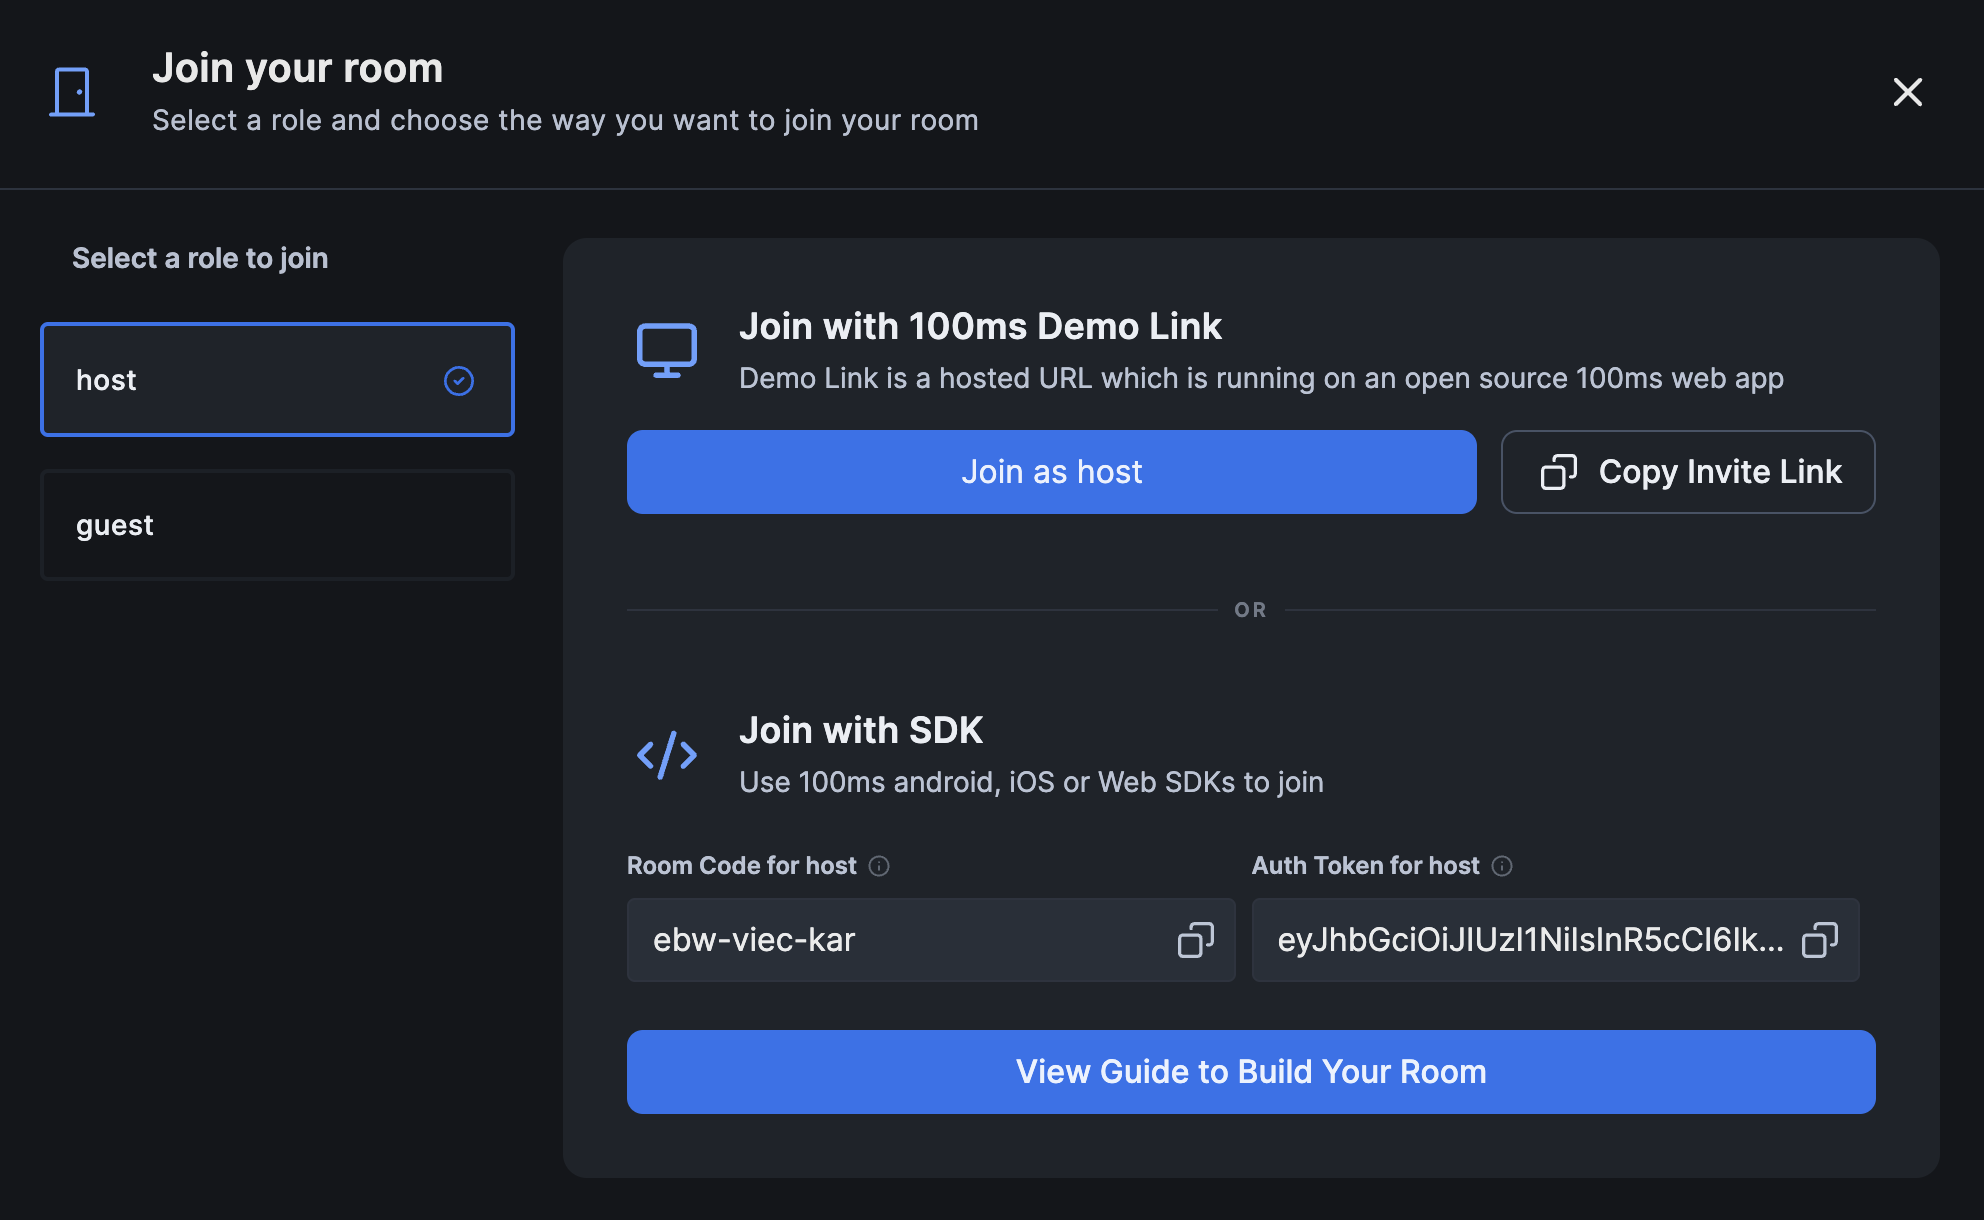 Join your room
Select a role and choose the way you want to join your room
Select a role to join
host
guest
Join with 100ms Demo Link
Demo Link is a hosted URL which is running on an open source 100ms web app
Join as host
Copy Invite Link
OR
Join with SDK
Use 100ms android, iOS or Web SDKs to join
Room Code for host
Auth Token for host
ebw-viec-kar
eyJhbGciOiJIUzI1NiIsInR5cCI6Ik...
View Guide to Build Your Room